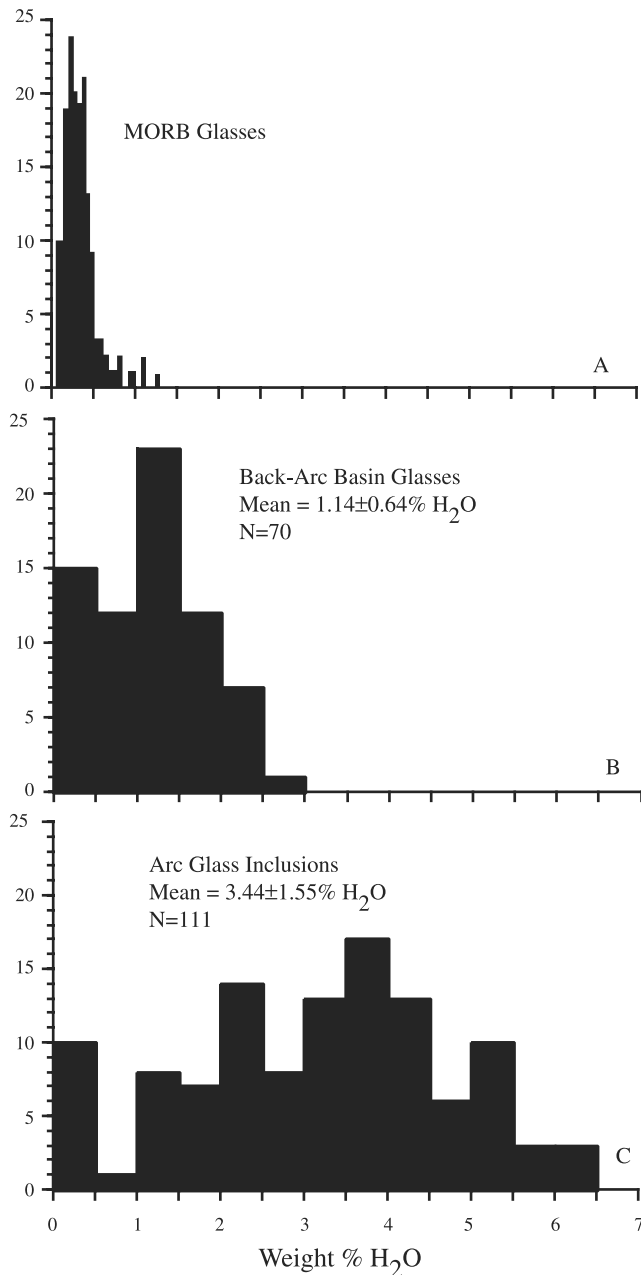 25
20
15
10
5
0
MORB Glasses
A
25
20
15
10
5
0
Back-Arc Basin Glasses
Mean = 1.14±0.64% H2O
N=70
B
25
20
15
10
5
0
Arc Glass Inclusions
Mean = 3.44±1.55% H2O
N=111
C
0 1 2 3 4 5 6 7
Weight % H2O